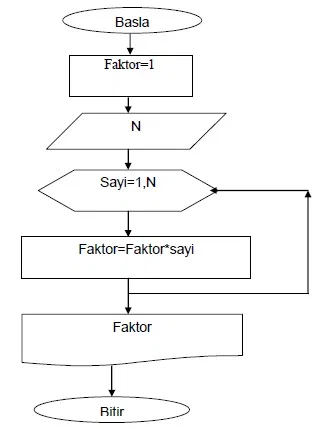 Basla
Faktor=1
N
Sayi=1,N
Faktor=Faktor*sayi
Faktor
Bitir